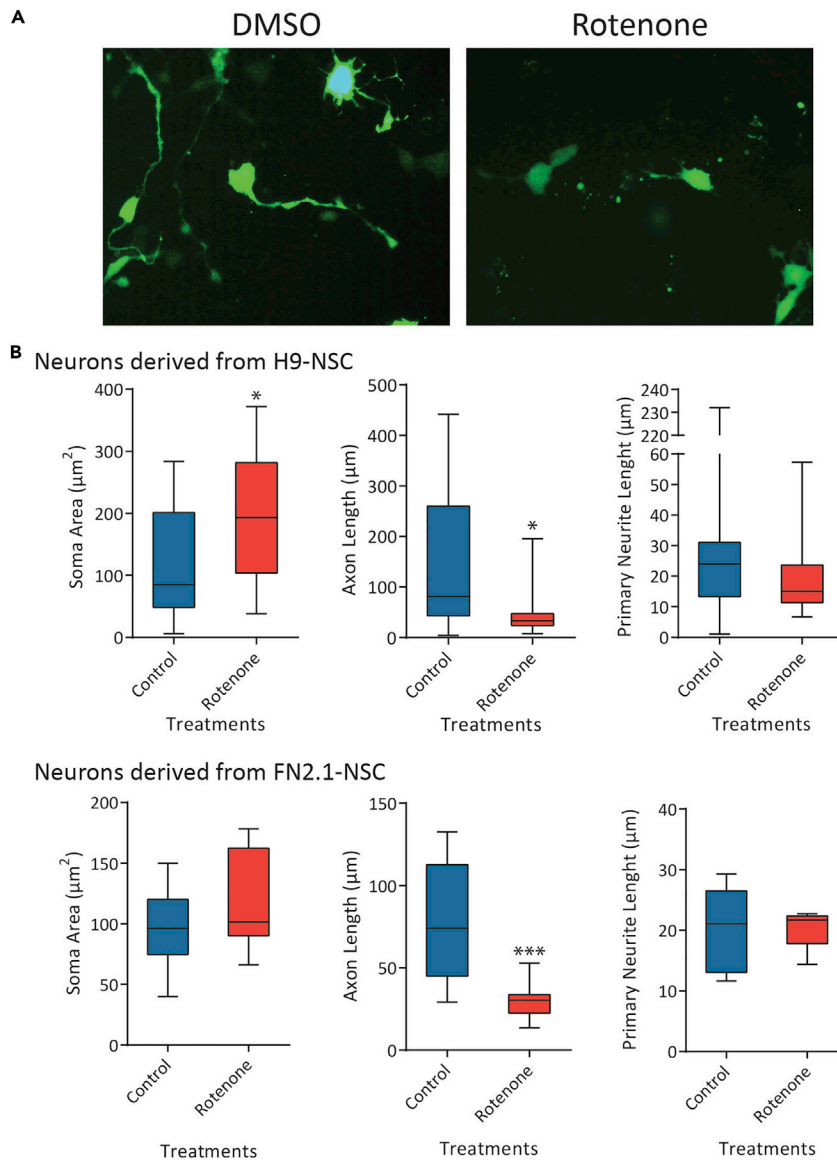 A
DMSO
Rotenone
B
Neurons derived from H9-NSC
Soma Area (µm²)
400
300
200
100
0
*
Control
Rotenone
Treatments
Axon Length (µm)
500
400
300
200
100
0
*
Control
Rotenone
Treatments
Primary Neurite Lenght (µm)
240
230
220
60
50
40
30
20
10
0
Control
Rotenone
Treatments
Neurons derived from FN2.1-NSC
Soma Area (µm²)
200
150
100
50
0
Control
Rotenone
Treatments
Axon Length (µm)
150
100
50
0
***
Control
Rotenone
Treatments
Primary Neurite Lenght (µm)
40
30
20
10
0
Control
Rotenone
Treatments